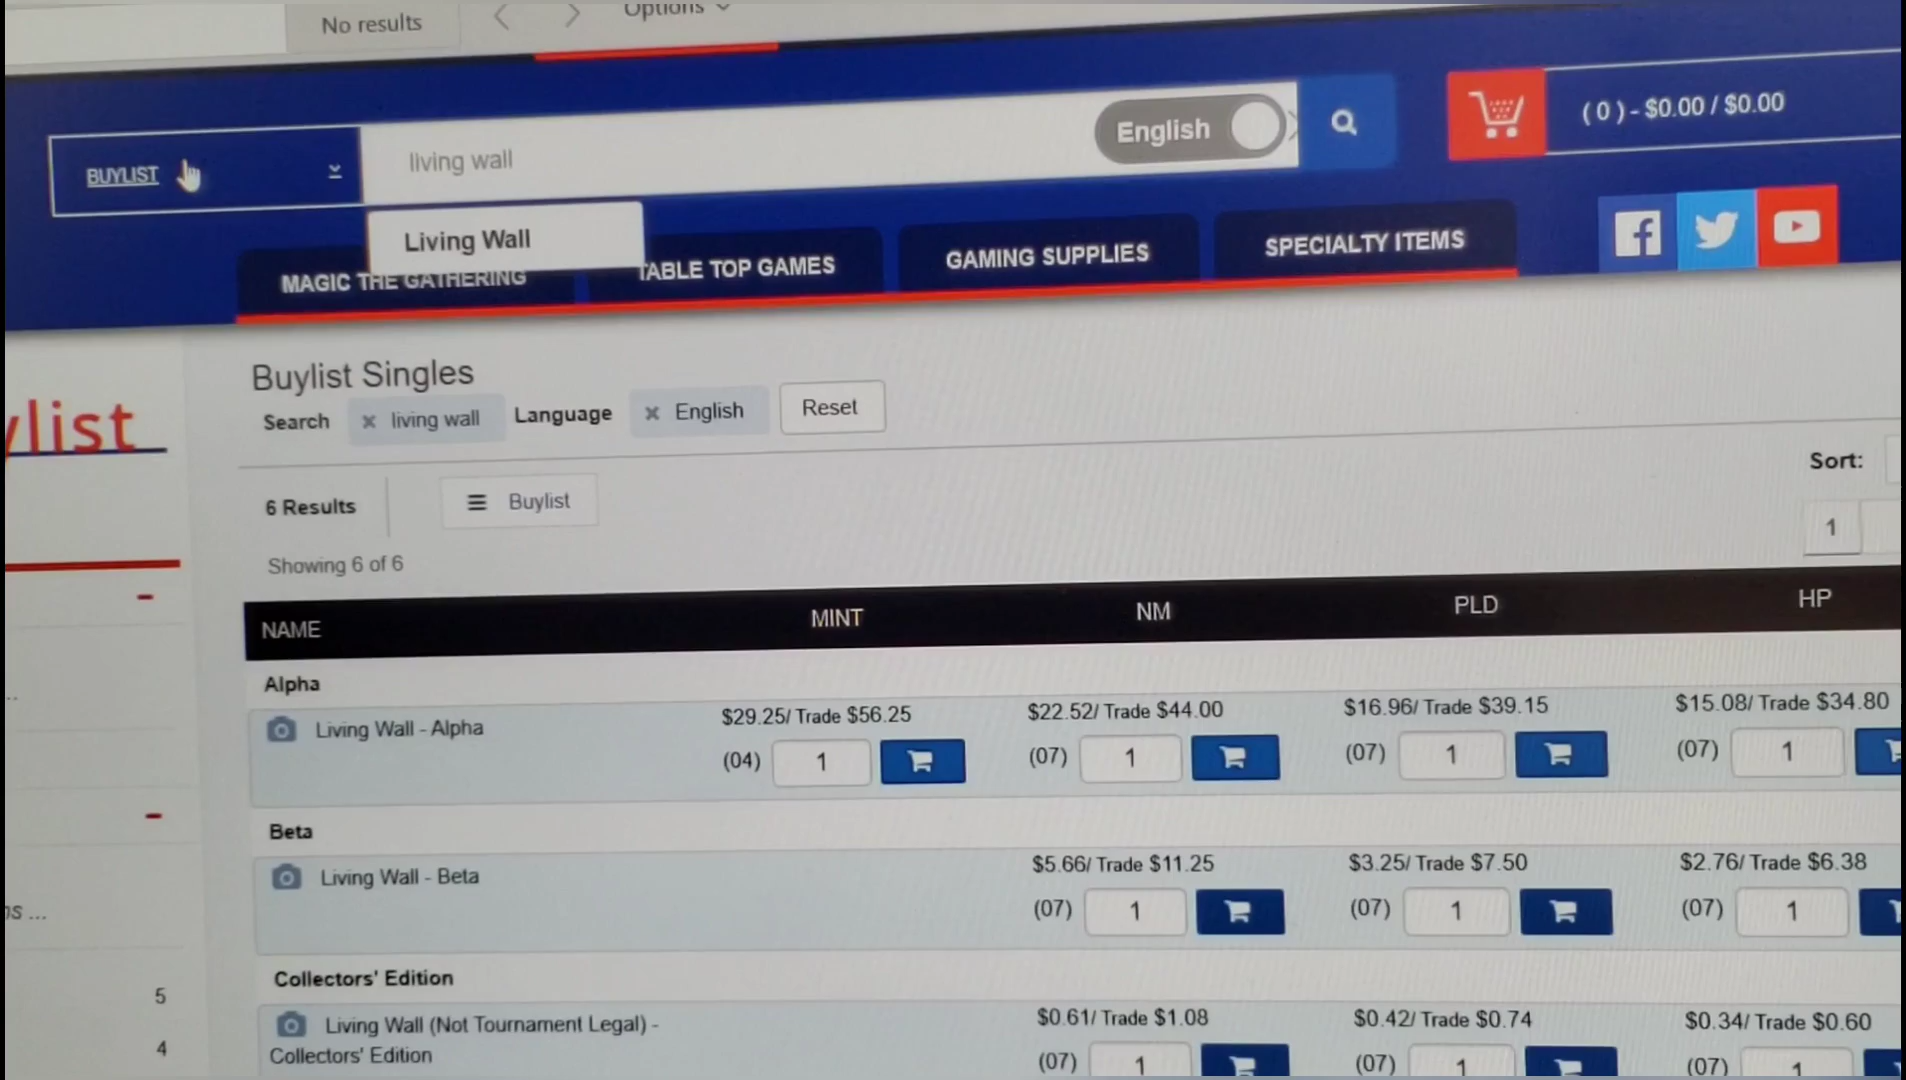 No results
Options
BUYLIST
living wall
English
( 0 ) - $0.00 / $0.00
Living Wall
MAGIC THE GATHERING
TABLE TOP GAMES
GAMING SUPPLIES
SPECIALTY ITEMS
Buylist Singles
Search × living wall Language × English Reset
ylist
Sort:
6 Results
Buylist
1
Showing 6 of 6
NAME MINT NM PLD HP
Alpha
Living Wall - Alpha
$29.25/ Trade $56.25 $22.52/ Trade $44.00 $16.96/ Trade $39.15 $15.08/ Trade $34.80
(04) 1 (07) 1 (07) 1 (07) 1
Beta
Living Wall - Beta
$5.66/ Trade $11.25 $3.25/ Trade $7.50 $2.76/ Trade $6.38
(07) 1 (07) 1 (07) 1
s ...
Collectors' Edition
5
Living Wall (Not Tournament Legal) -
Collectors' Edition
$0.61/ Trade $1.08 $0.42/ Trade $0.74 $0.34/ Trade $0.60
4
(07) 1 (07) 1 (07) 1